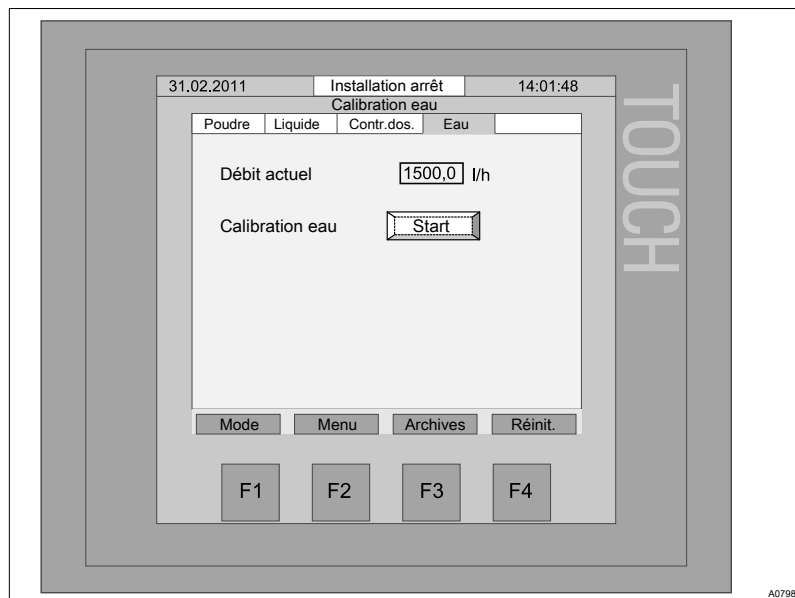 31.02.2011 Installation arrêt 14:01:48
Calibration eau
Poudre Liquide Contr.dos. Eau
Débit actuel 1500,0 l/h
Calibration eau Start
Mode Menu Archives Réinit.
F1 F2 F3 F4
TOUCH
A0798